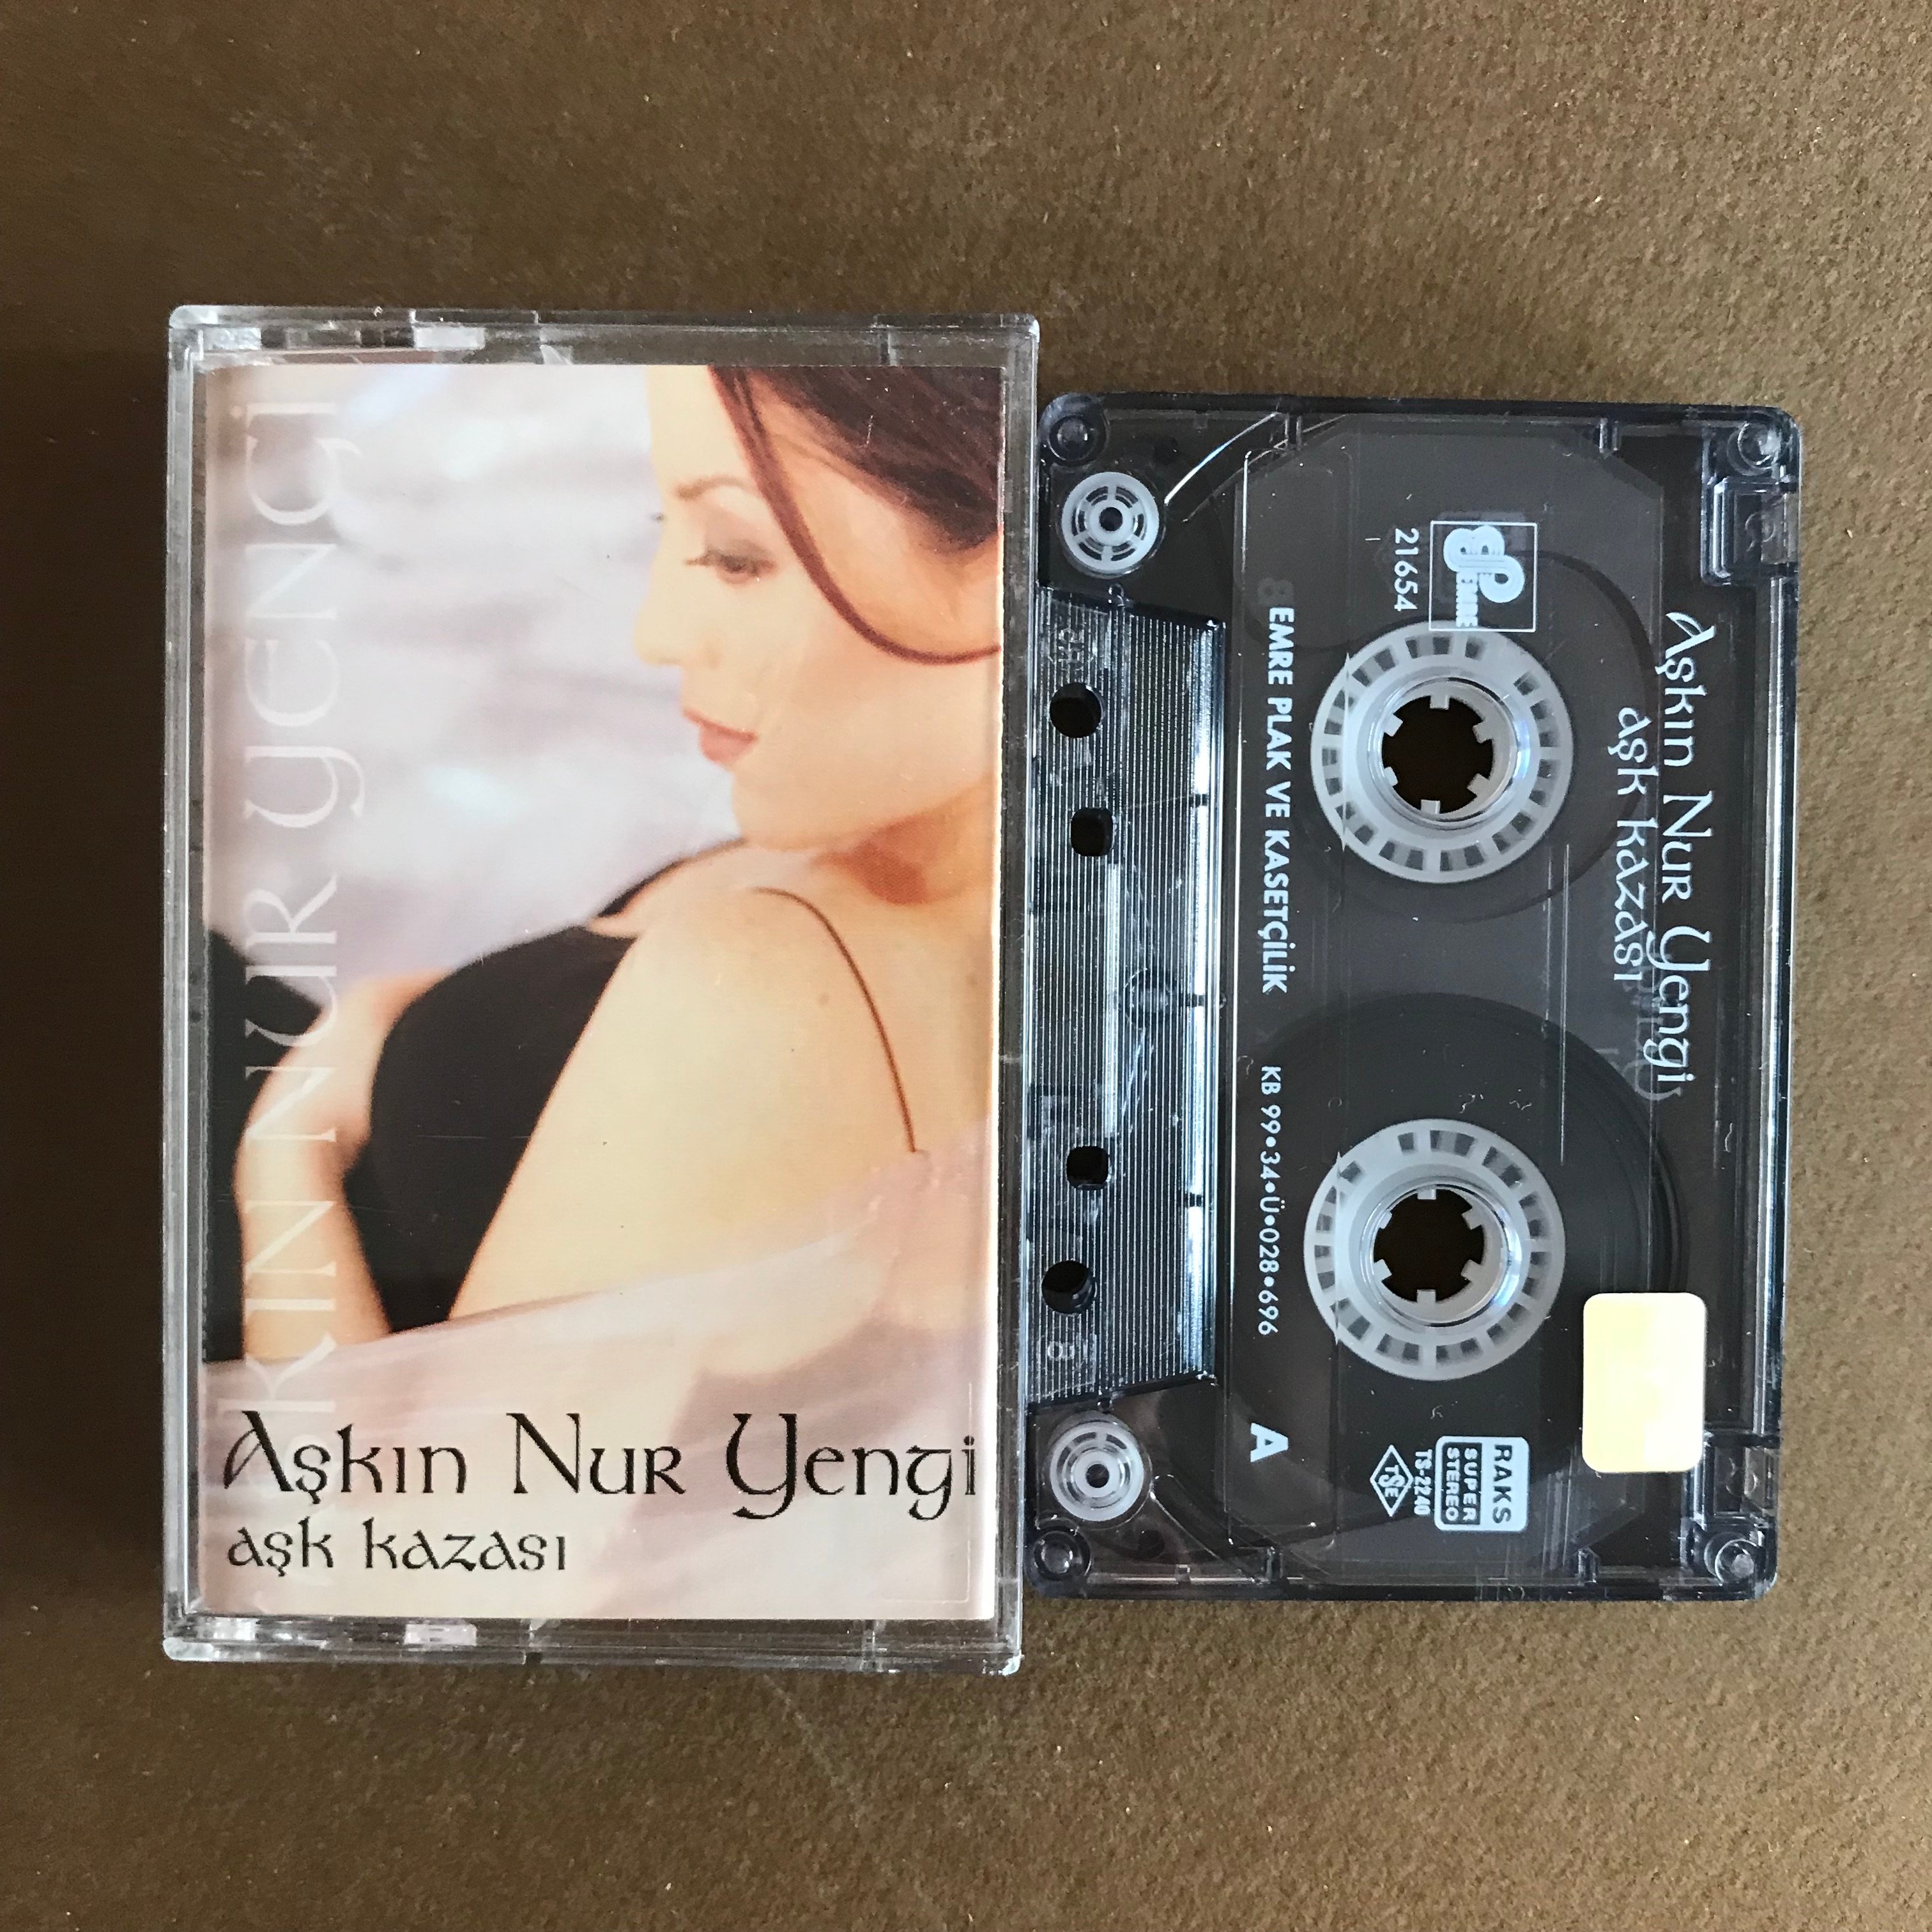 AŞKIN NUR YENGİ
Aşkın Nur Yengi
aşk kazası
Aşkın Nur Yengi
aşk kazası
EMRE
21654
EMRE PLAK VE KASETÇİLİK
KB 99•34•Ü•028•696
A
RAKS
SUPER
STEREO
TS-2240
TSE